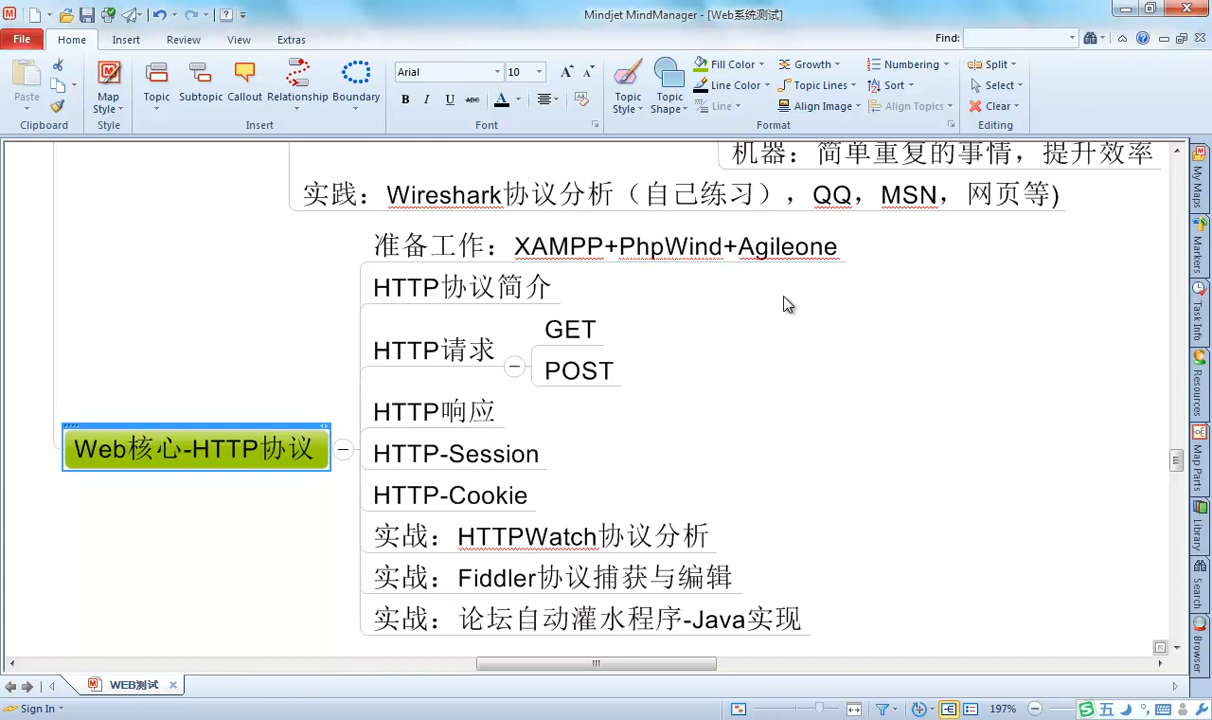 Mindjet MindManager - [Web系统测试]
File Home Insert Review View Extras Find:
Paste Map Style Topic Subtopic Callout Relationship Boundary
Arial 10
B I U abc A
Topic Style Topic Shape
Fill Color Growth Numbering Split
Line Color Topic Lines Sort Select
Line Align Image Align Topics Clear
Clipboard Style Insert Font Format Editing
机器：简单重复的事情，提升效率
实践：Wireshark协议分析（自己练习），QQ，MSN，网页等)
准备工作：XAMPP+PhpWind+Agileone
HTTP协议简介
HTTP请求
GET
POST
HTTP响应
Web核心-HTTP协议
HTTP-Session
HTTP-Cookie
实战：HTTPWatch协议分析
实战：Fiddler协议捕获与编辑
实战：论坛自动灌水程序-Java实现
My Maps
Markers
Task Info
Resources
Map Parts
Library
Search
Browser
WEB测试
Sign In 197% 五